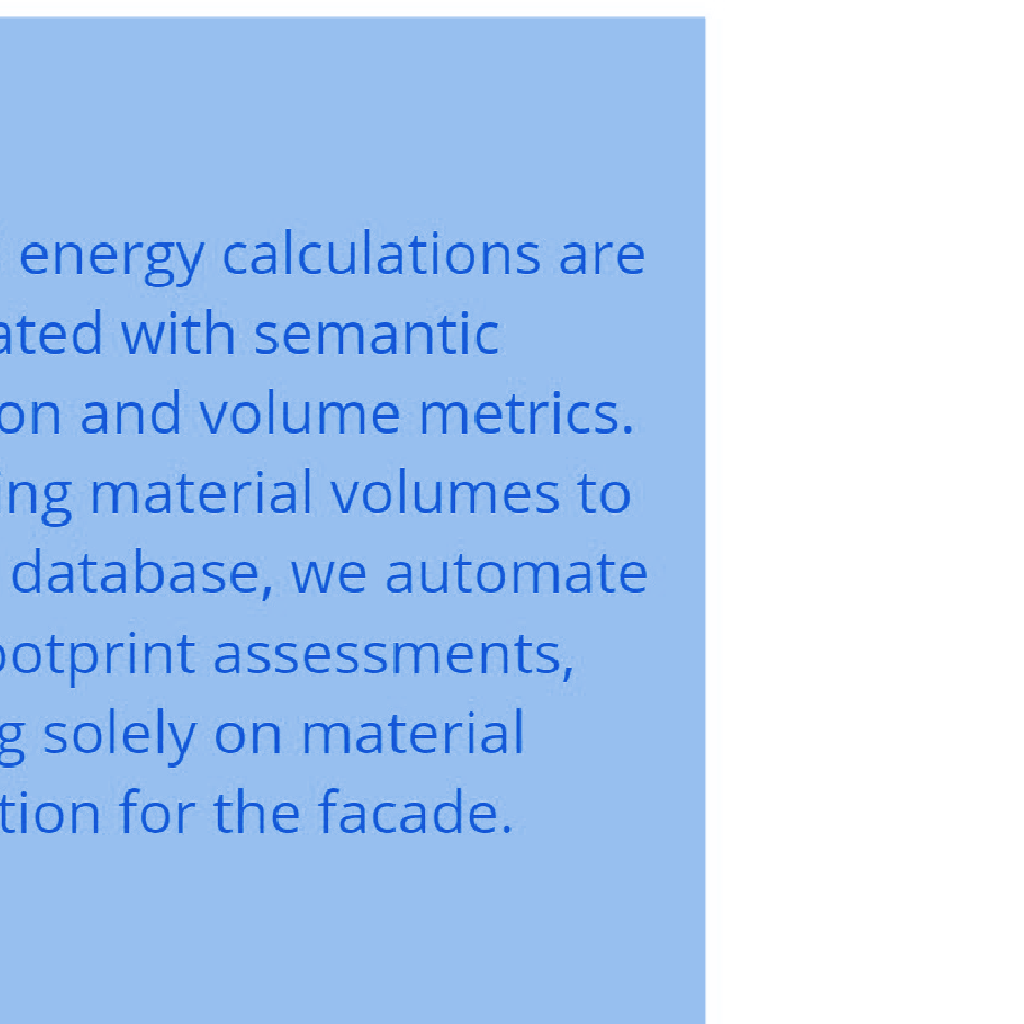 energy calculations are
ated with semantic
on and volume metrics.
ing material volumes to
database, we automate
ootprint assessments,
g solely on material
tion for the facade.